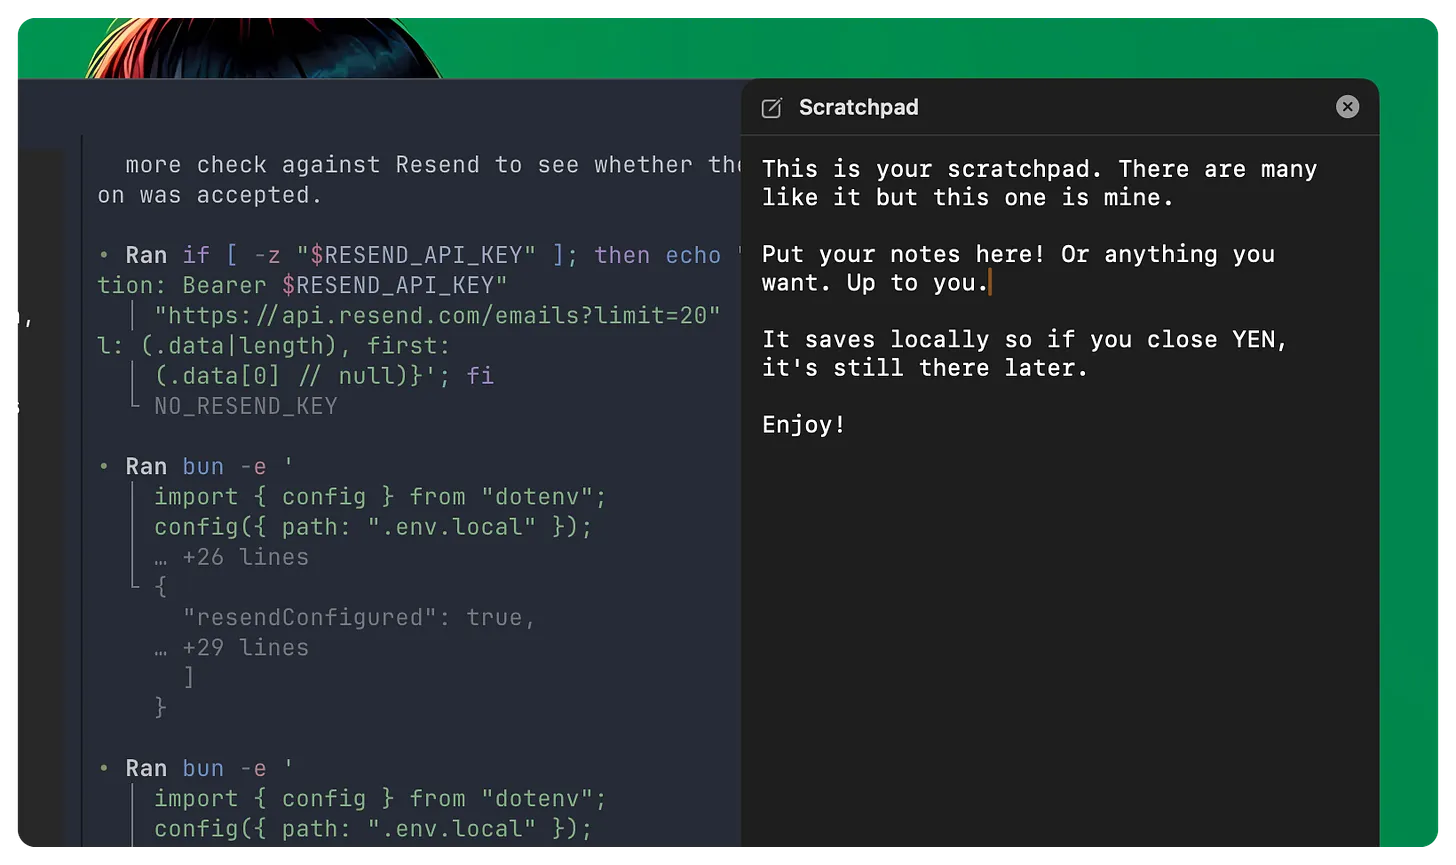 more check against Resend to see whether the
on was accepted.
• Ran if [ -z "$RESEND_API_KEY" ]; then echo '
tion: Bearer $RESEND_API_KEY"
"https://api.resend.com/emails?limit=20"
l: (.data|length), first:
(.data[0] // null)}'; fi
└ NO_RESEND_KEY
• Ran bun -e '
import { config } from "dotenv";
config({ path: ".env.local" });
… +26 lines
└ {
"resendConfigured": true,
… +29 lines
]
}
• Ran bun -e '
import { config } from "dotenv";
config({ path: ".env.local" });
Scratchpad
This is your scratchpad. There are many
like it but this one is mine.
Put your notes here! Or anything you
want. Up to you.
It saves locally so if you close YEN,
it's still there later.
Enjoy!